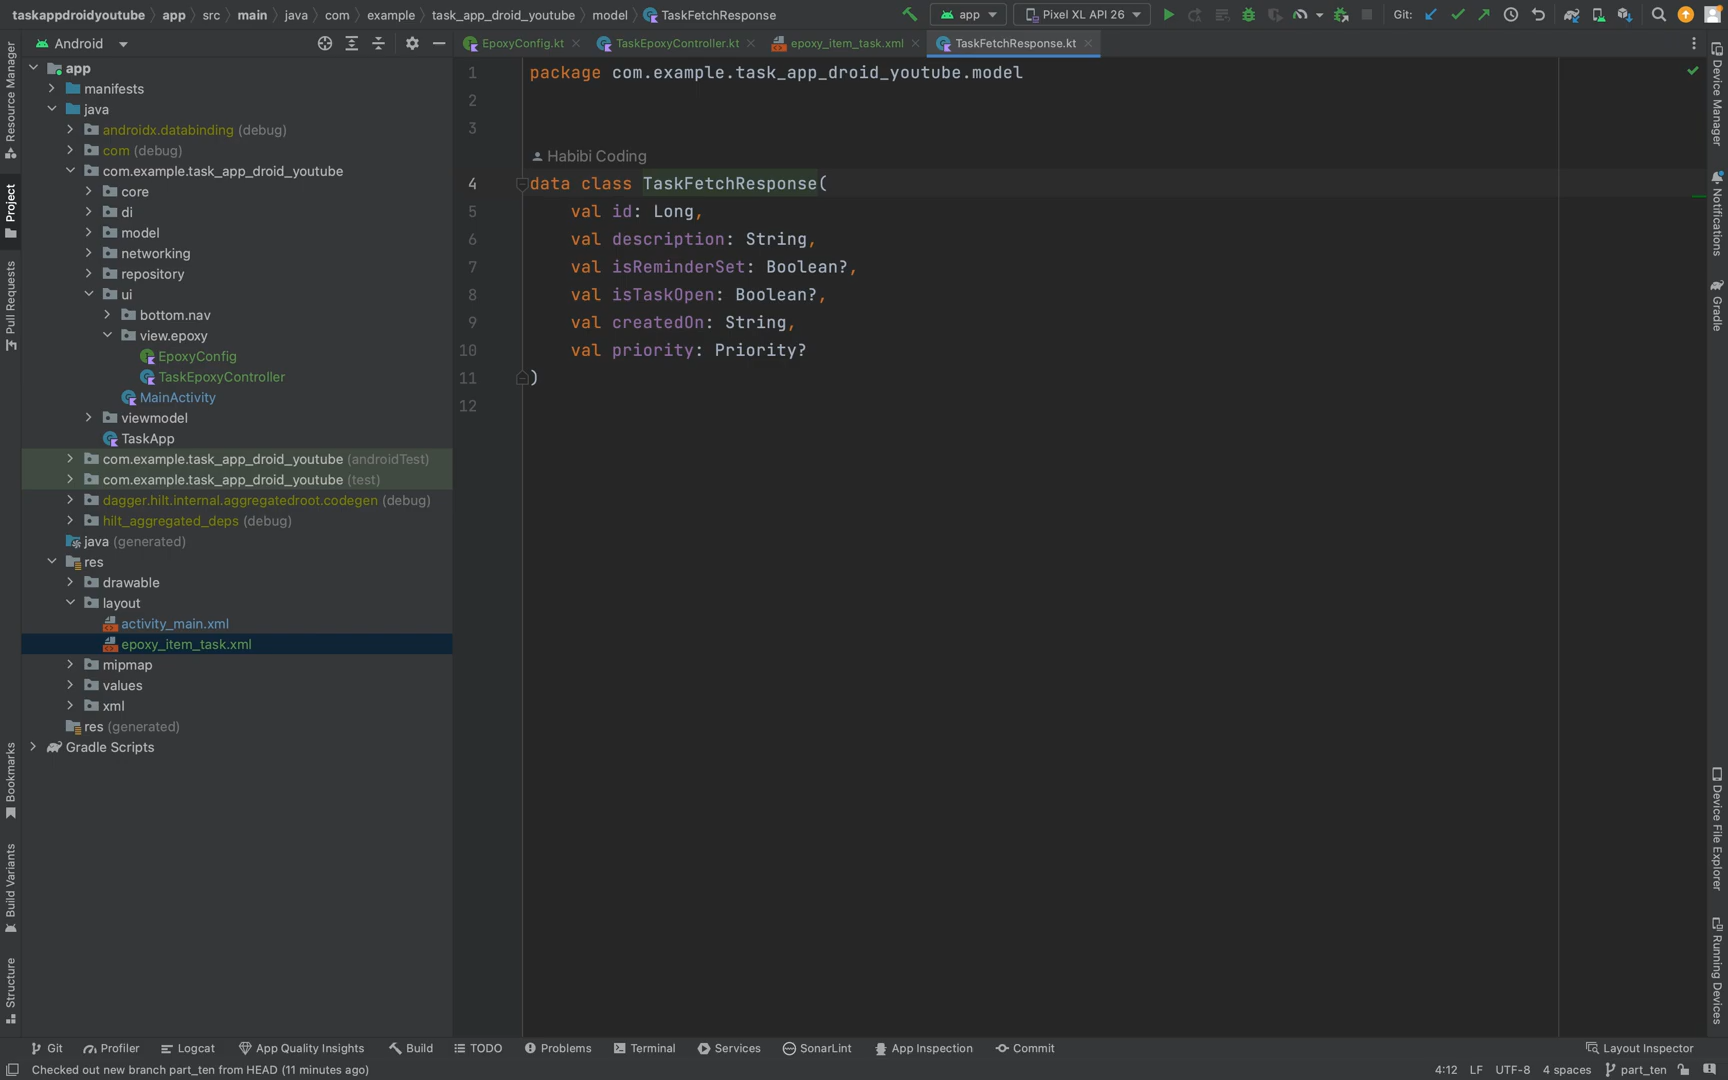 taskappdroidyoutube › app › src › main › java › com › example › task_app_droid_youtube › model › TaskFetchResponse
app
Pixel XL API 26
Git:
Android
EpoxyConfig.kt
TaskEpoxyController.kt
epoxy_item_task.xml
TaskFetchResponse.kt
app
manifests
java
androidx.databinding (debug)
com (debug)
com.example.task_app_droid_youtube
core
di
model
networking
repository
ui
bottom.nav
view.epoxy
EpoxyConfig
TaskEpoxyController
MainActivity
viewmodel
TaskApp
com.example.task_app_droid_youtube (androidTest)
com.example.task_app_droid_youtube (test)
dagger.hilt.internal.aggregatedroot.codegen (debug)
hilt_aggregated_deps (debug)
java (generated)
res
drawable
layout
activity_main.xml
epoxy_item_task.xml
mipmap
values
xml
res (generated)
Gradle Scripts
1 package com.example.task_app_droid_youtube.model
2
3
Habibi Coding
4 data class TaskFetchResponse(
5 val id: Long,
6 val description: String,
7 val isReminderSet: Boolean?,
8 val isTaskOpen: Boolean?,
9 val createdOn: String,
10 val priority: Priority?
11 )
12
Resource Manager
Project
Pull Requests
Bookmarks
Build Variants
Structure
Device Manager
Notifications
Gradle
Device File Explorer
Running Devices
Git
Profiler
Logcat
App Quality Insights
Build
TODO
Problems
Terminal
Services
SonarLint
App Inspection
Commit
Layout Inspector
Checked out new branch part_ten from HEAD (11 minutes ago)
4:12
LF
UTF-8
4 spaces
part_ten